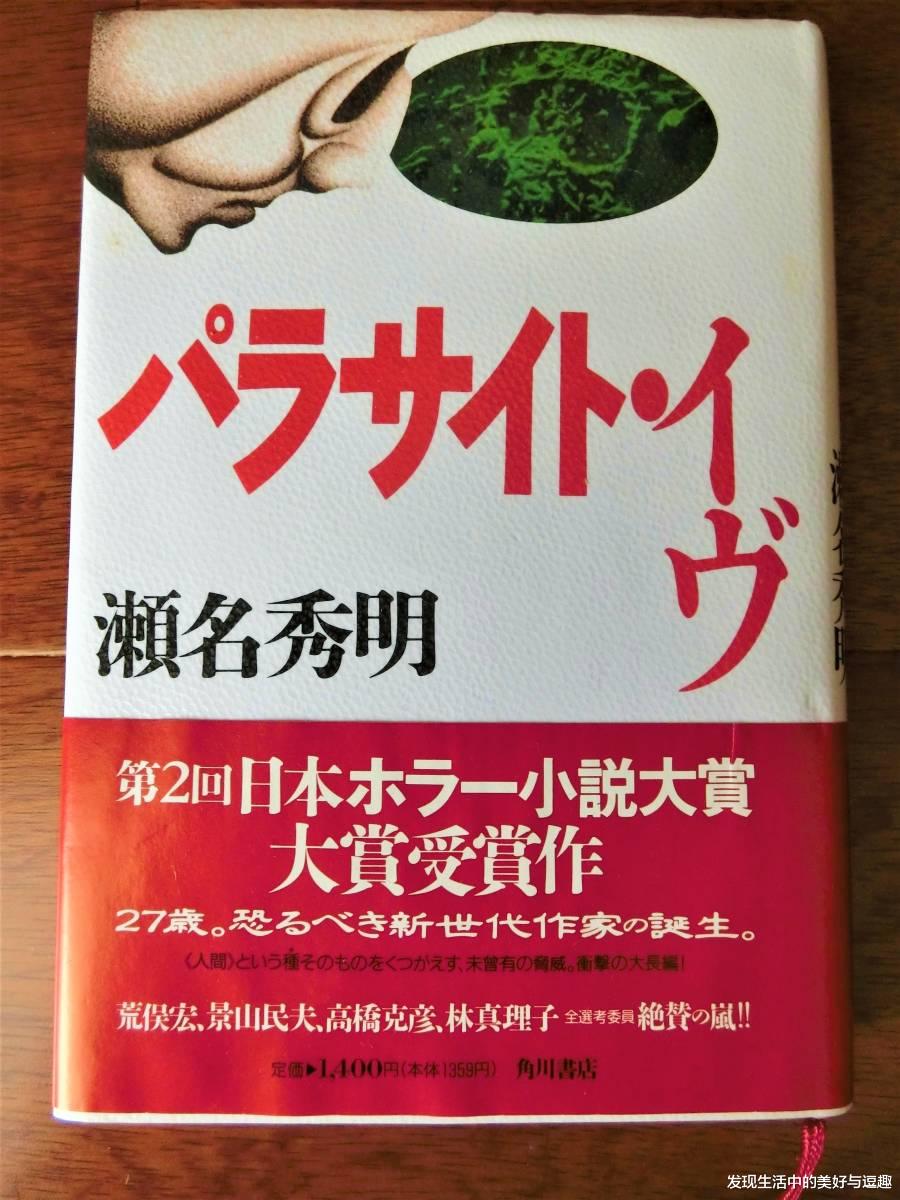 パラサイト・イヴ
瀬名秀明
瀬名秀明
第2回日本ホラー小説大賞
大賞受賞作
27歳。恐るべき新世代作家の誕生。
《人間》という種そのものをくつがえす、未曾有の脅威。衝撃の大長編!
荒俣宏、景山民夫、高橋克彦、林真理子 全選考委員 絶賛の嵐!!
定価▶1,400円(本体1359円) 角川書店
发现生活中的美好与逗趣